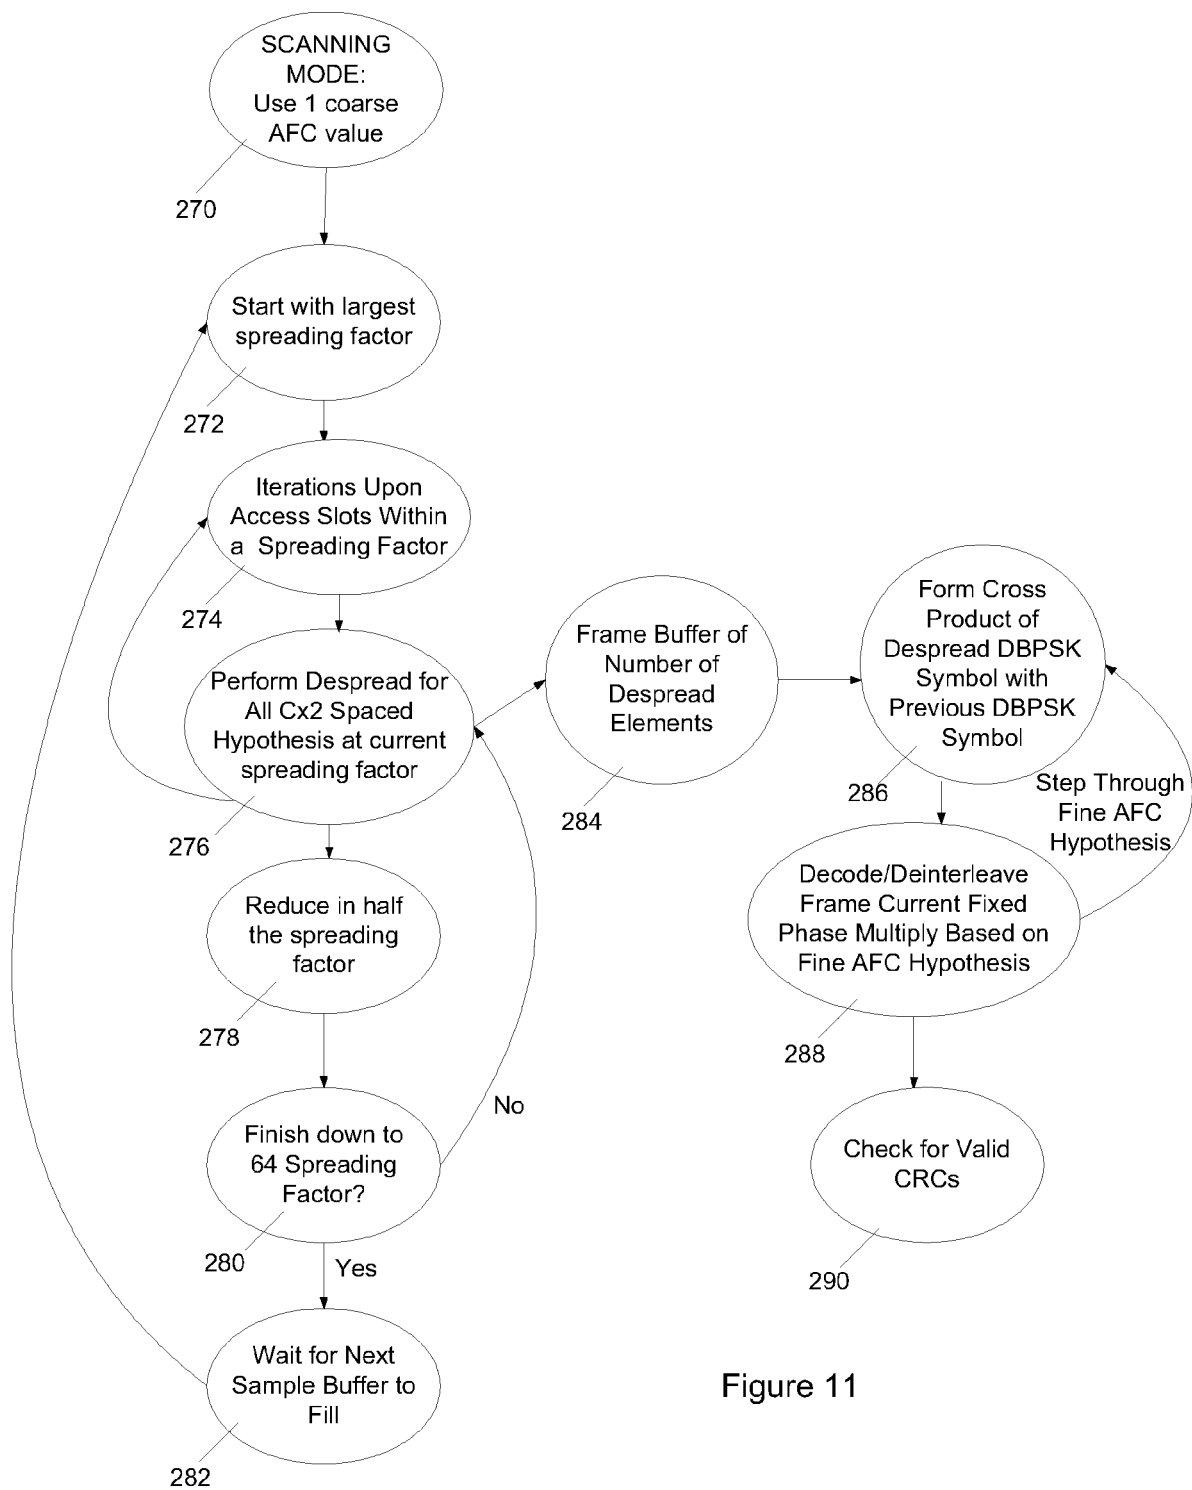 SCANNING
MODE:
Use 1 coarse
AFC value
270
Start with largest
spreading factor
272
Iterations Upon
Access Slots Within
a Spreading Factor
274
Perform Despread for
All Cx2 Spaced
Hypothesis at current
spreading factor
276
Reduce in half
the spreading
factor
278
Finish down to
64 Spreading
Factor?
280
No
Yes
Wait for Next
Sample Buffer to
Fill
282
Frame Buffer of
Number of
Despread
Elements
284
Form Cross
Product of
Despread DBPSK
Symbol with
Previous DBPSK
Symbol
286
Step Through
Fine AFC
Hypothesis
Decode/Deinterleave
Frame Current Fixed
Phase Multiply Based on
Fine AFC Hypothesis
288
Check for Valid
CRCs
290
Figure 11